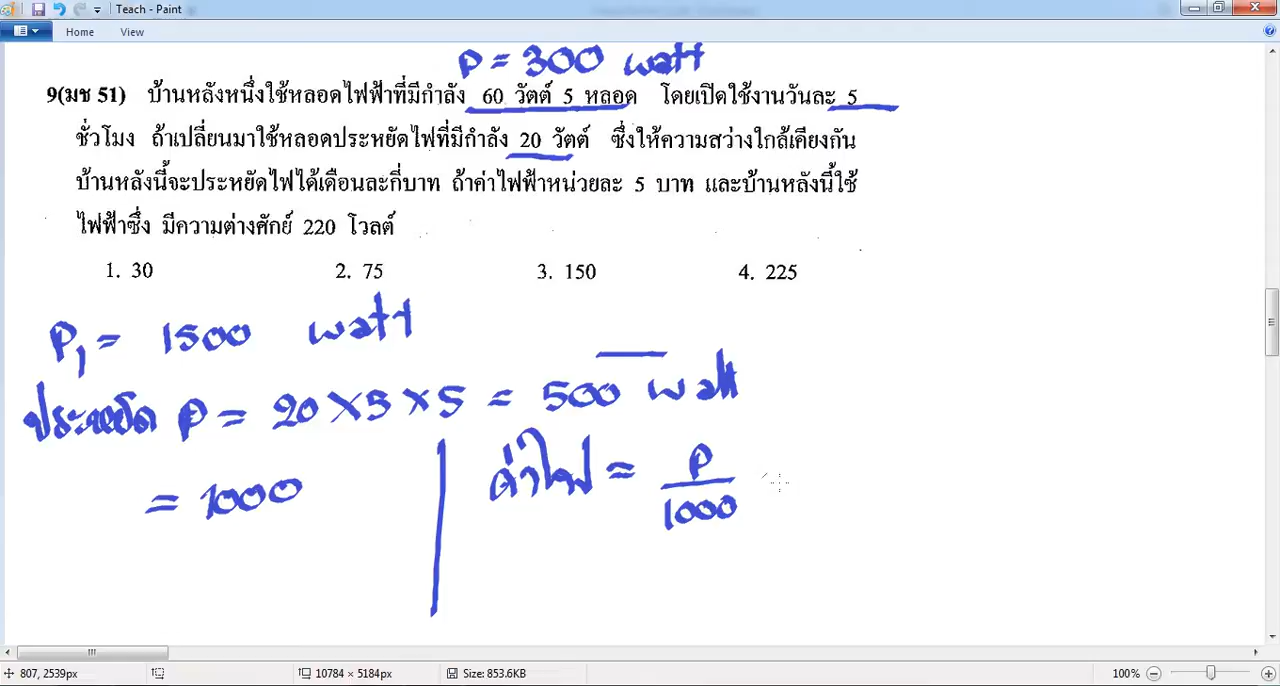 Teach - Paint
Home View
P = 300 watt
9(มช 51) บ้านหลังหนึ่งใช้หลอดไฟฟ้าที่มีกำลัง 60 วัตต์ 5 หลอด โดยเปิดใช้งานวันละ 5
ชั่วโมง ถ้าเปลี่ยนมาใช้หลอดประหยัดไฟที่มีกำลัง 20 วัตต์ ซึ่งให้ความสว่างใกล้เคียงกัน
บ้านหลังนี้จะประหยัดไฟได้เดือนละกี่บาท ถ้าค่าไฟฟ้าหน่วยละ 5 บาท และบ้านหลังนี้ใช้
ไฟฟ้าซึ่ง มีความต่างศักย์ 220 โวลต์
1. 30 2. 75 3. 150 4. 225
P1 = 1500 watt
ประหยัด P = 20 × 5 × 5 = 500 watt
= 1000
ค่าไฟ = P
1000
807, 2539px 10784 × 5184px Size: 853.6KB 100%